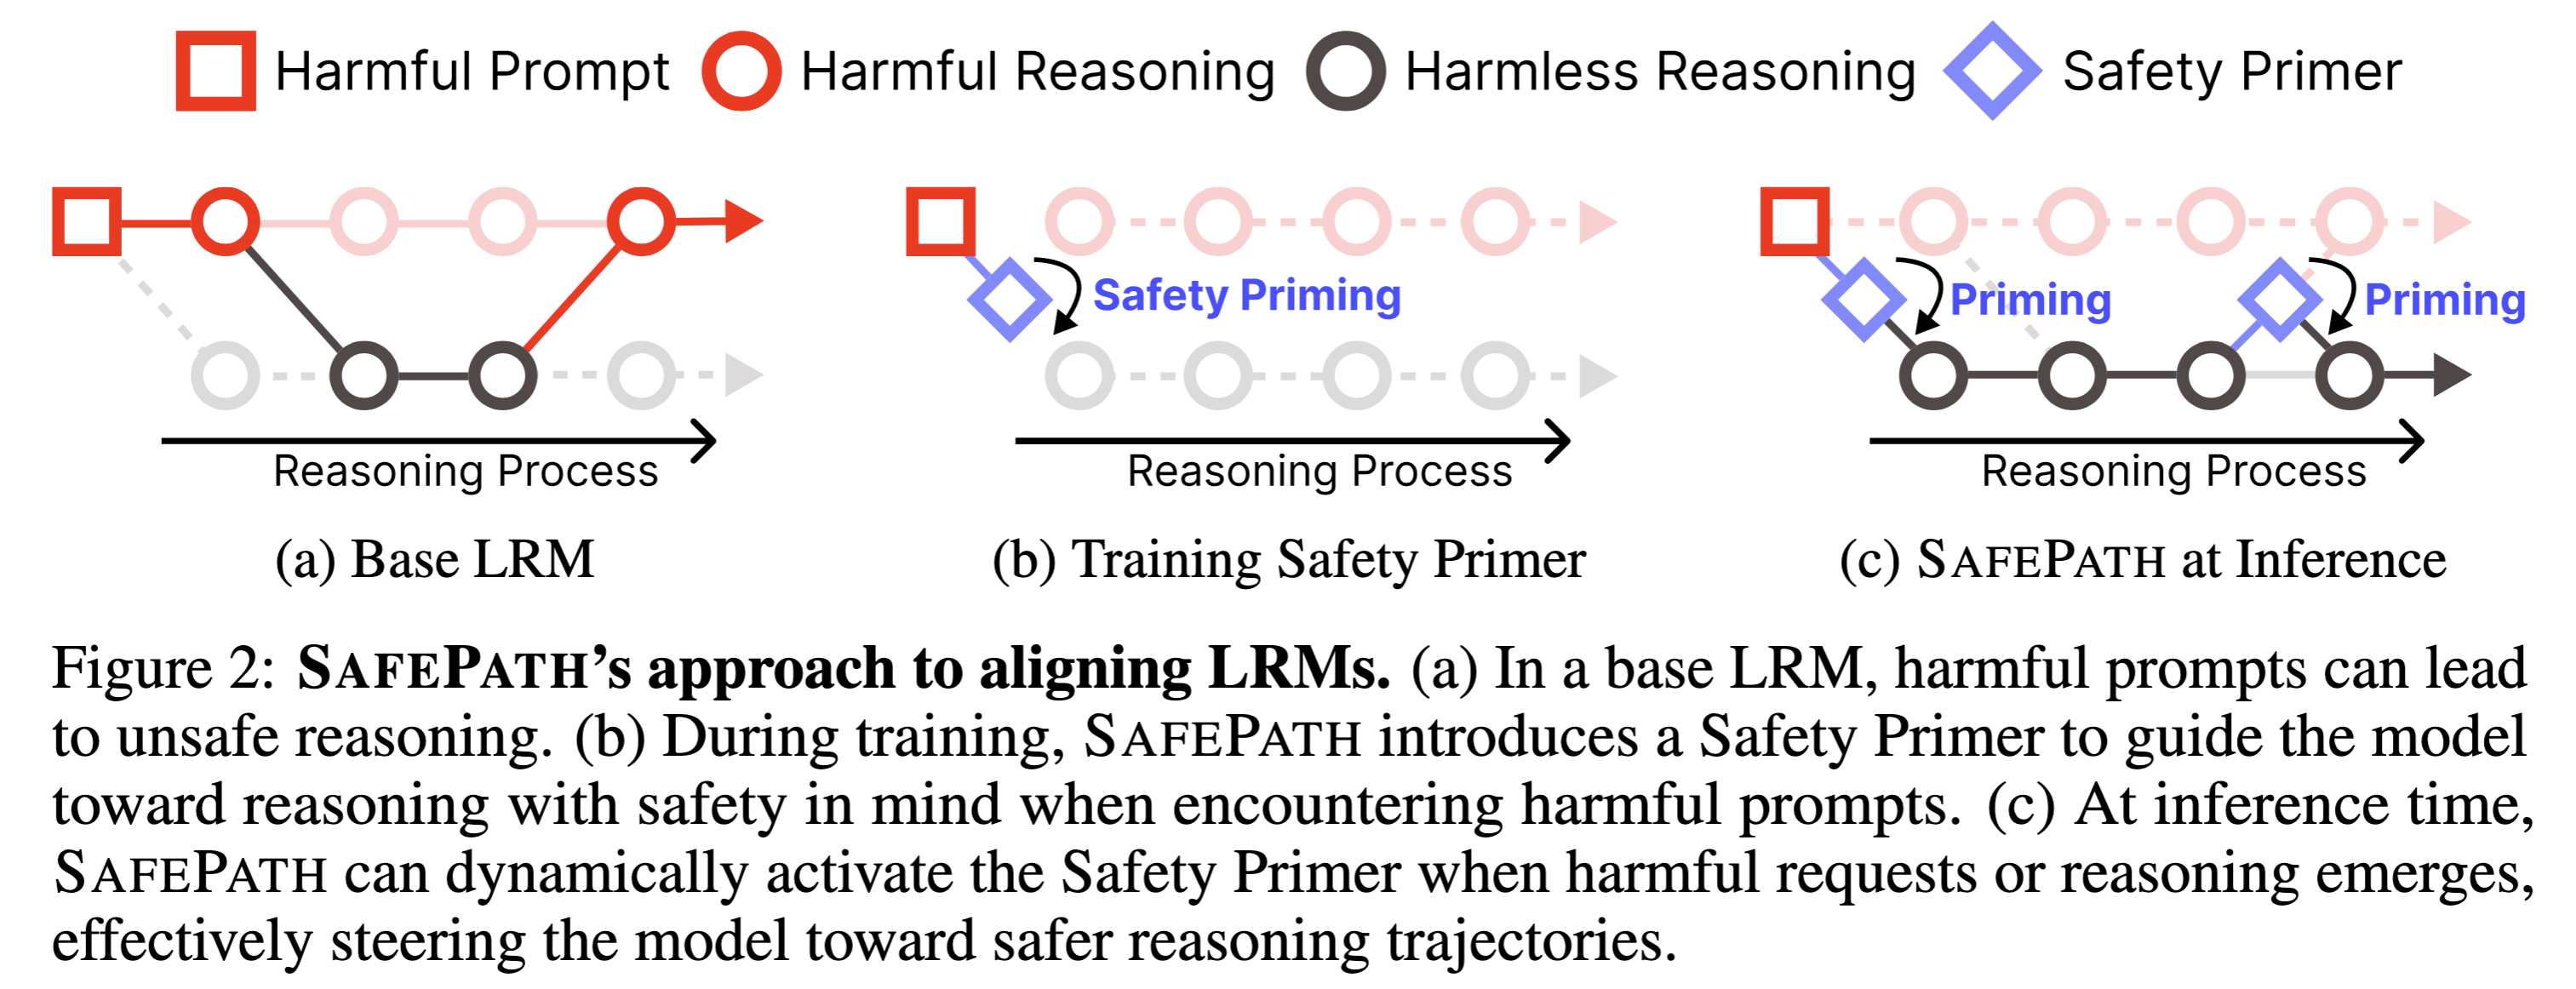 Harmful Prompt Harmful Reasoning Harmless Reasoning Safety Primer
Safety Priming
Priming
Priming
Reasoning Process
Reasoning Process
Reasoning Process
(a) Base LRM
(b) Training Safety Primer
(c) SAFEPATH at Inference
Figure 2: SAFEPATH's approach to aligning LRMs. (a) In a base LRM, harmful prompts can lead
to unsafe reasoning. (b) During training, SAFEPATH introduces a Safety Primer to guide the model
toward reasoning with safety in mind when encountering harmful prompts. (c) At inference time,
SAFEPATH can dynamically activate the Safety Primer when harmful requests or reasoning emerges,
effectively steering the model toward safer reasoning trajectories.